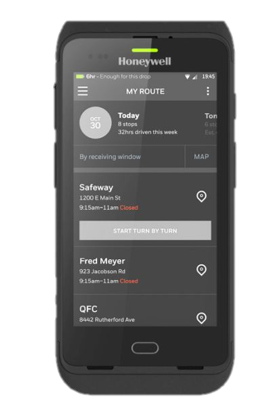 Honeywell
6hr - Enough for this drop
19:45
MY ROUTE
OCT
30
Today
8 stops
32hrs driven this week
By receiving window
MAP
Safeway
1200 E Main St
9:15am–11am Closed
START TURN BY TURN
Fred Meyer
923 Jacobson Rd
9:15am–11am Closed
QFC
8442 Rutherford Ave